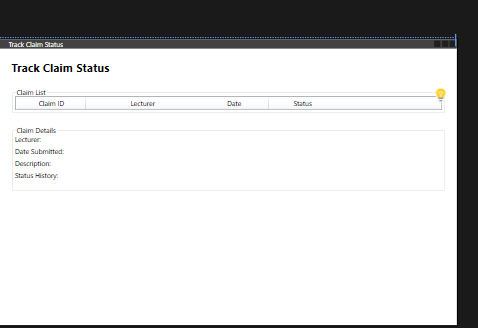 Track Claim Status
Track Claim Status
Claim List
Claim ID Lecturer Date Status
Claim Details
Lecturer:
Date Submitted:
Description:
Status History: